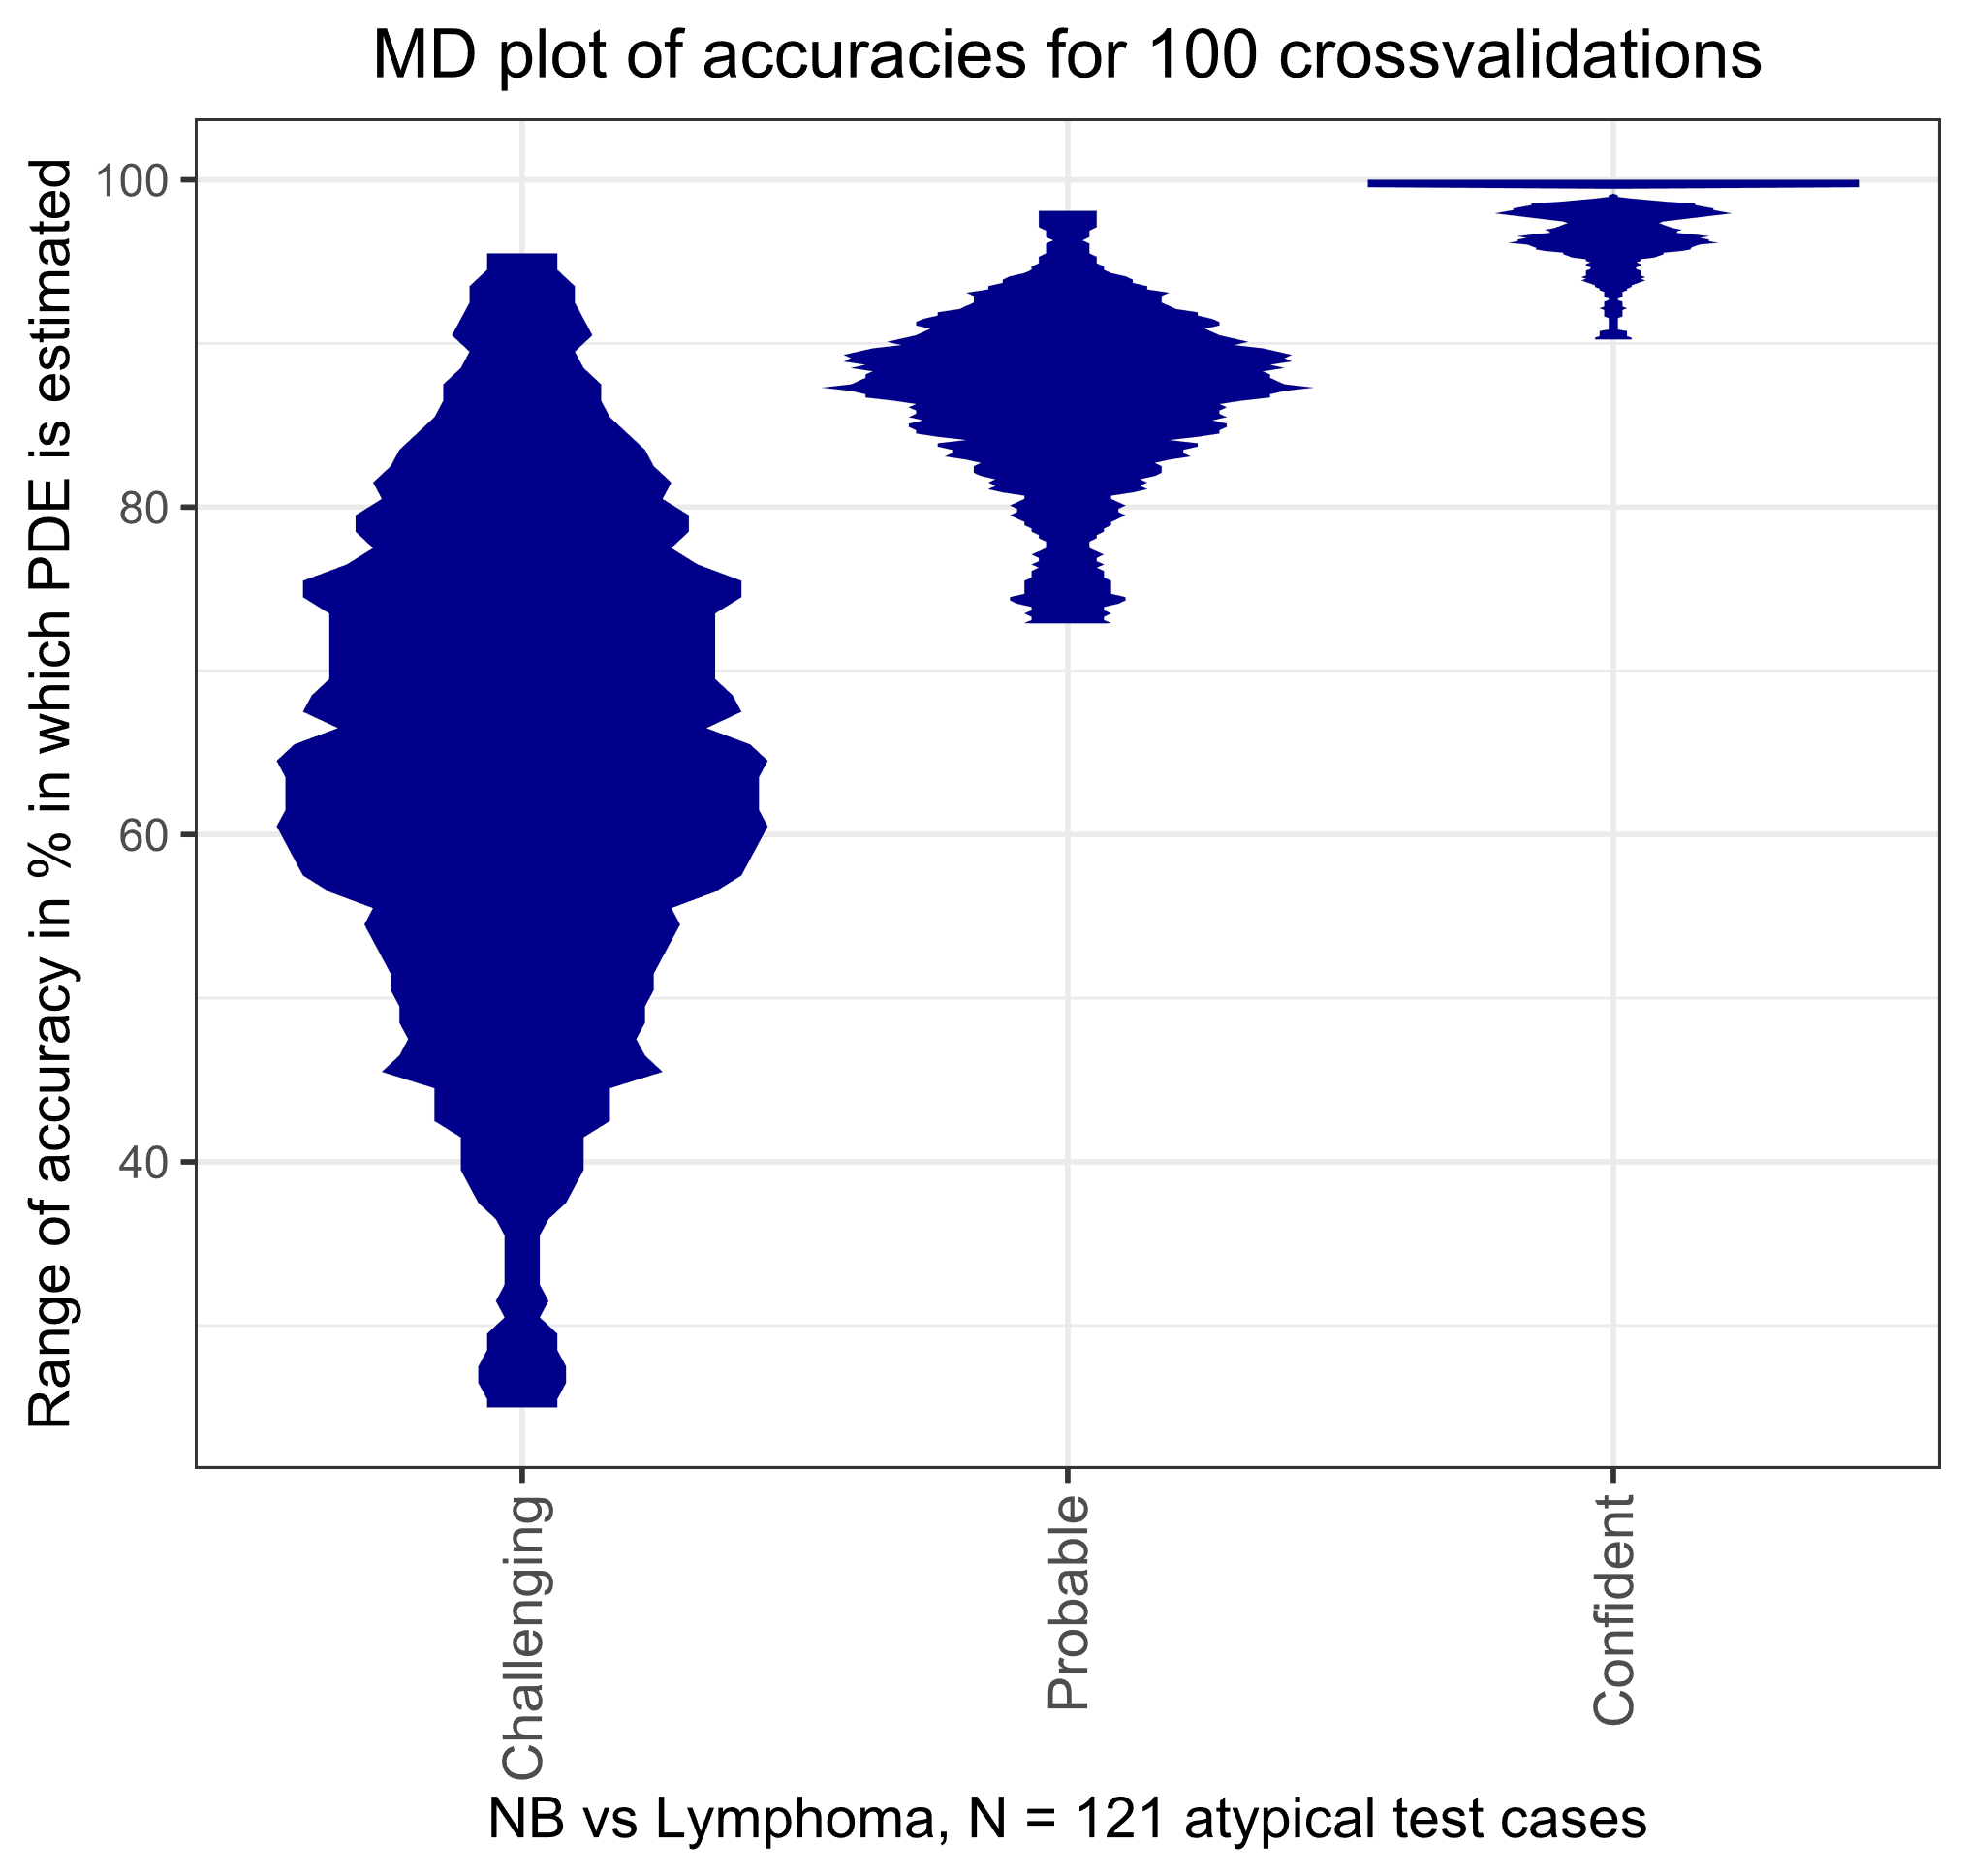 MD plot of accuracies for 100 crossvalidations
Range of accuracy in % in which PDE is estimated
100
80
60
40
Challenging
Probable
Confident
NB vs Lymphoma, N = 121 atypical test cases